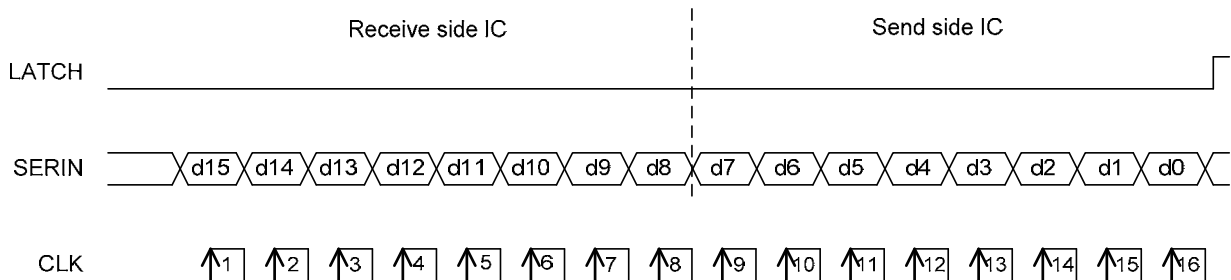 Receive side IC
Send side IC
LATCH
SERIN d15 d14 d13 d12 d11 d10 d9 d8 d7 d6 d5 d4 d3 d2 d1 d0
CLK 1 2 3 4 5 6 7 8 9 10 11 12 13 14 15 16